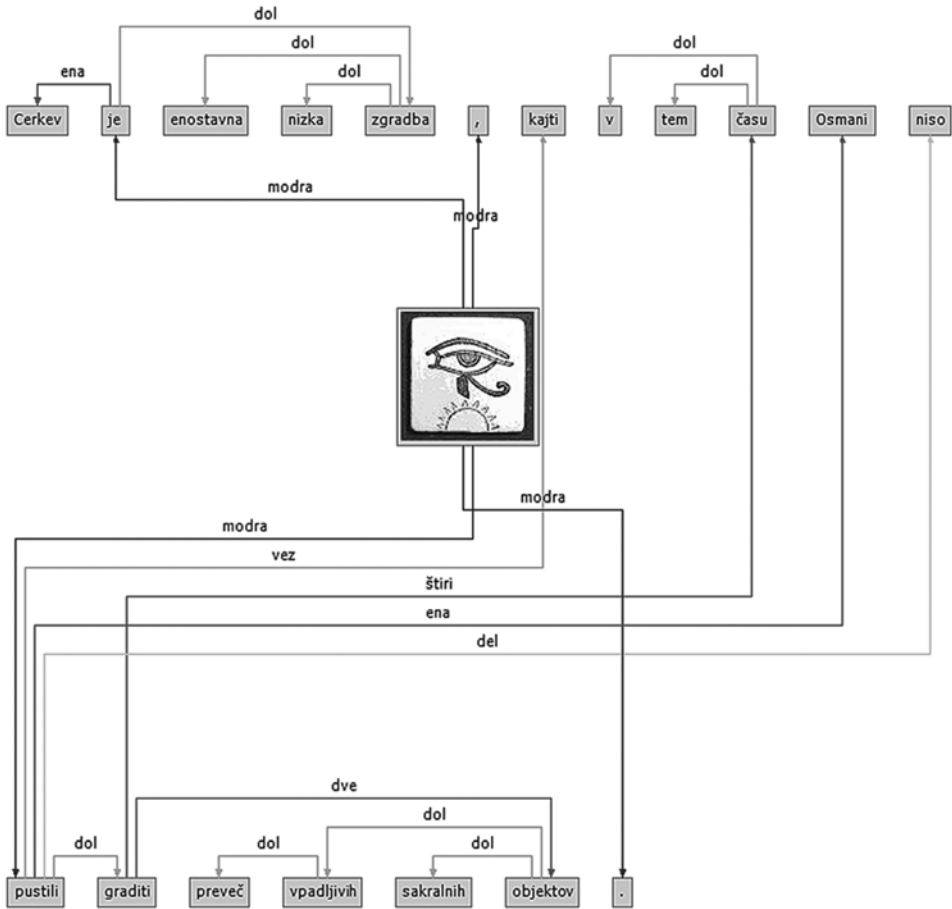 dol
dol dol
ena dol dol
Cerkev je enostavna nizka zgradba , kajti v tem času Osmani niso
modra
modra
modra
modra
vez
štiri
ena
del
dve
dol
dol dol dol
pustili graditi preveč vpadljivih sakralnih objektov .